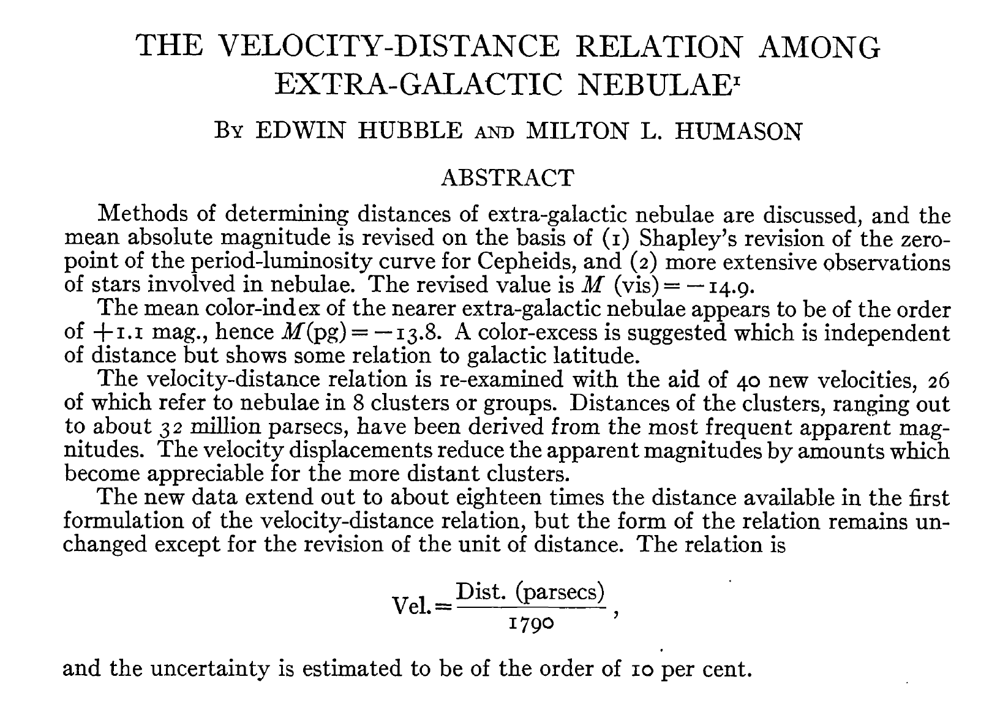 THE VELOCITY-DISTANCE RELATION AMONG
EXTRA-GALACTIC NEBULAE¹
By EDWIN HUBBLE AND MILTON L. HUMASON
ABSTRACT
Methods of determining distances of extra-galactic nebulae are discussed, and the
mean absolute magnitude is revised on the basis of (1) Shapley's revision of the zero-
point of the period-luminosity curve for Cepheids, and (2) more extensive observations
of stars involved in nebulae. The revised value is M (vis) = −14.9.
The mean color-index of the nearer extra-galactic nebulae appears to be of the order
of +1.1 mag., hence M(pg) = −13.8. A color-excess is suggested which is independent
of distance but shows some relation to galactic latitude.
The velocity-distance relation is re-examined with the aid of 40 new velocities, 26
of which refer to nebulae in 8 clusters or groups. Distances of the clusters, ranging out
to about 32 million parsecs, have been derived from the most frequent apparent mag-
nitudes. The velocity displacements reduce the apparent magnitudes by amounts which
become appreciable for the more distant clusters.
The new data extend out to about eighteen times the distance available in the first
formulation of the velocity-distance relation, but the form of the relation remains un-
changed except for the revision of the unit of distance. The relation is
Vel. = Dist. (parsecs) / 1790 ,
and the uncertainty is estimated to be of the order of 10 per cent.